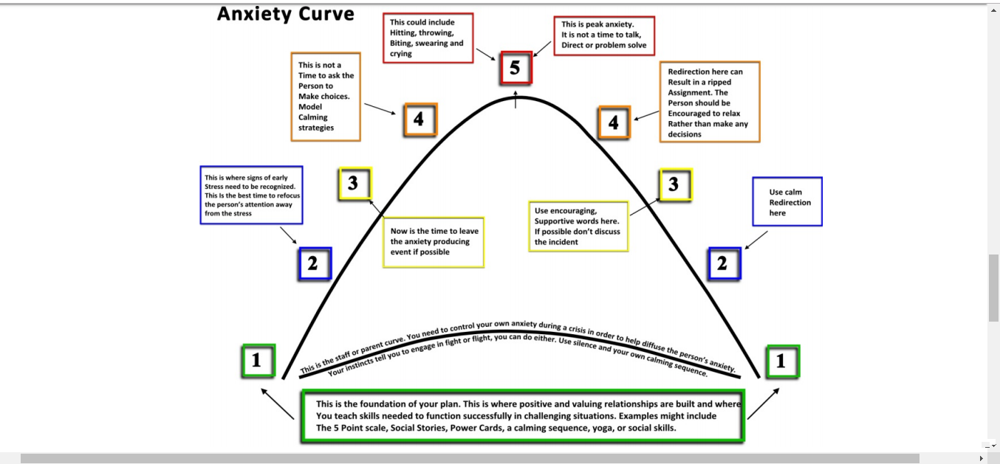 Anxiety Curve
This could include
Hitting, throwing,
Biting, swearing and
crying
This is peak anxiety.
It is not a time to talk,
Direct or problem solve
5
This is not a
Time to ask the
Person to
Make choices.
Model
Calming
strategies
4
4
Redirection here can
Result in a ripped
Assignment. The
Person should be
Encouraged to relax
Rather than make any
decisions
This is where signs of early
Stress need to be recognized.
This Is the best time to refocus
the person's attention away
from the stress
3
3
Now is the time to leave
the anxiety producing
event if possible
Use encouraging,
Supportive words here.
If possible don't discuss
the incident
Use calm
Redirection
here
2
2
This is the staff or parent curve. You need to control your own anxiety during a crisis in order to help diffuse the person's anxiety.
Your instincts tell you to engage in fight or flight, you can do either. Use silence and your own calming sequence.
1
1
This is the foundation of your plan. This is where positive and valuing relationships are built and where
You teach skills needed to function successfully in challenging situations. Examples might include
The 5 Point scale, Social Stories, Power Cards, a calming sequence, yoga, or social skills.